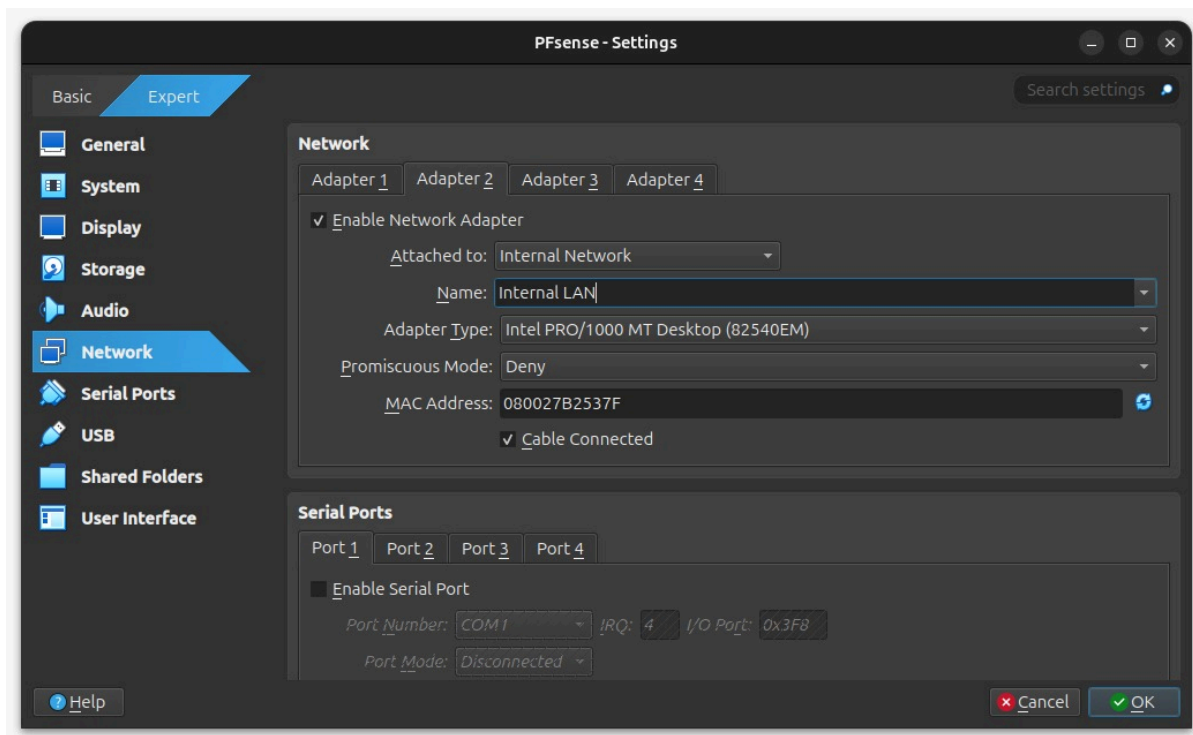 PFsense - Settings
Basic Expert Search settings
General
System
Display
Storage
Audio
Network
Serial Ports
USB
Shared Folders
User Interface
Network
Adapter 1 Adapter 2 Adapter 3 Adapter 4
Enable Network Adapter
Attached to: Internal Network
Name: Internal LAN
Adapter Type: Intel PRO/1000 MT Desktop (82540EM)
Promiscuous Mode: Deny
MAC Address: 080027B2537F
Cable Connected
Serial Ports
Port 1 Port 2 Port 3 Port 4
Enable Serial Port
Port Number: COM1 IRQ: 4 I/O Port: 0x3F8
Port Mode: Disconnected
Help Cancel OK